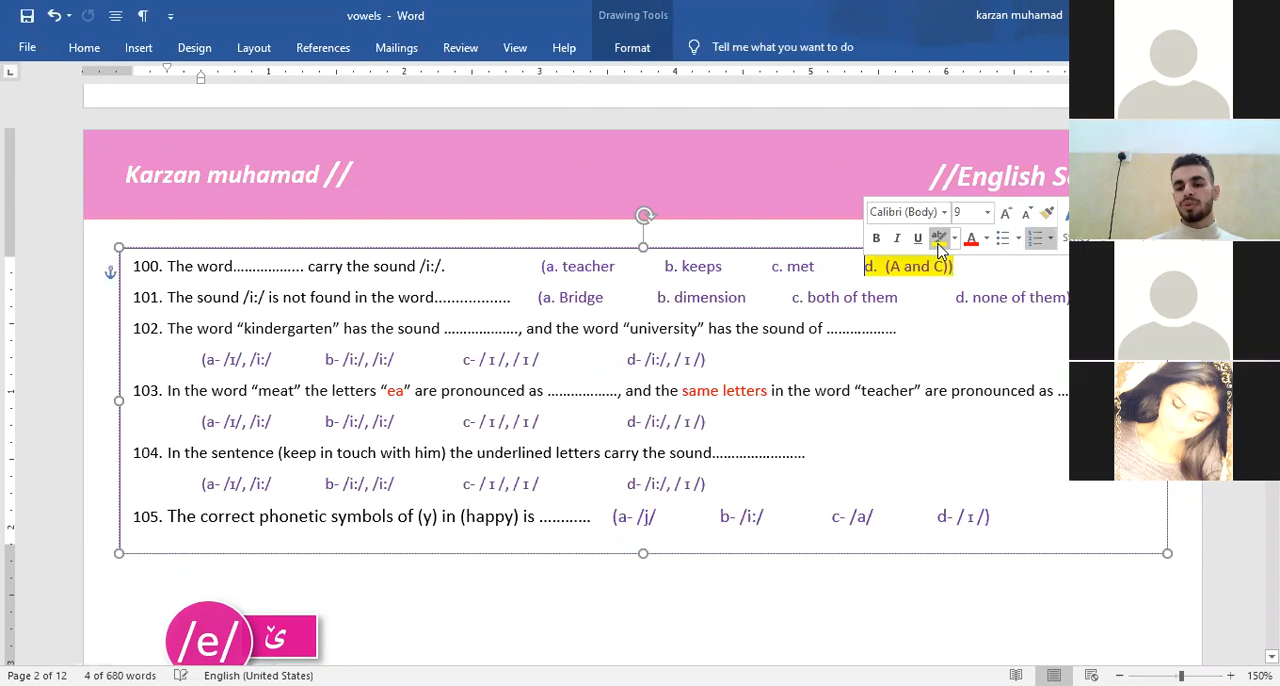 vowels - Word
Drawing Tools
karzan muhamad
File Home Insert Design Layout References Mailings Review View Help Format Tell me what you want to do
1 2 3 4 5 6
Karzan muhamad //
//English
Calibri (Body) 9
100. The word.................. carry the sound /i:/. (a. teacher b. keeps c. met d. (A and C))
101. The sound /i:/ is not found in the word.................. (a. Bridge b. dimension c. both of them d. none of them)
102. The word “kindergarten” has the sound ..................., and the word “university” has the sound of .................
(a- /ɪ/, /i:/ b- /i:/, /i:/ c- / ɪ /, / ɪ / d- /i:/, / ɪ /)
103. In the word “meat” the letters “ea” are pronounced as .................., and the same letters in the word “teacher” are pronounced as ...
(a- /ɪ/, /i:/ b- /i:/, /i:/ c- / ɪ /, / ɪ / d- /i:/, / ɪ /)
104. In the sentence (keep in touch with him) the underlined letters carry the sound........................
(a- /ɪ/, /i:/ b- /i:/, /i:/ c- / ɪ /, / ɪ / d- /i:/, / ɪ /)
105. The correct phonetic symbols of (y) in (happy) is ............ (a- /j/ b- /i:/ c- /a/ d- / ɪ /)
/e/ ێ
Page 2 of 12 4 of 680 words English (United States) 150%